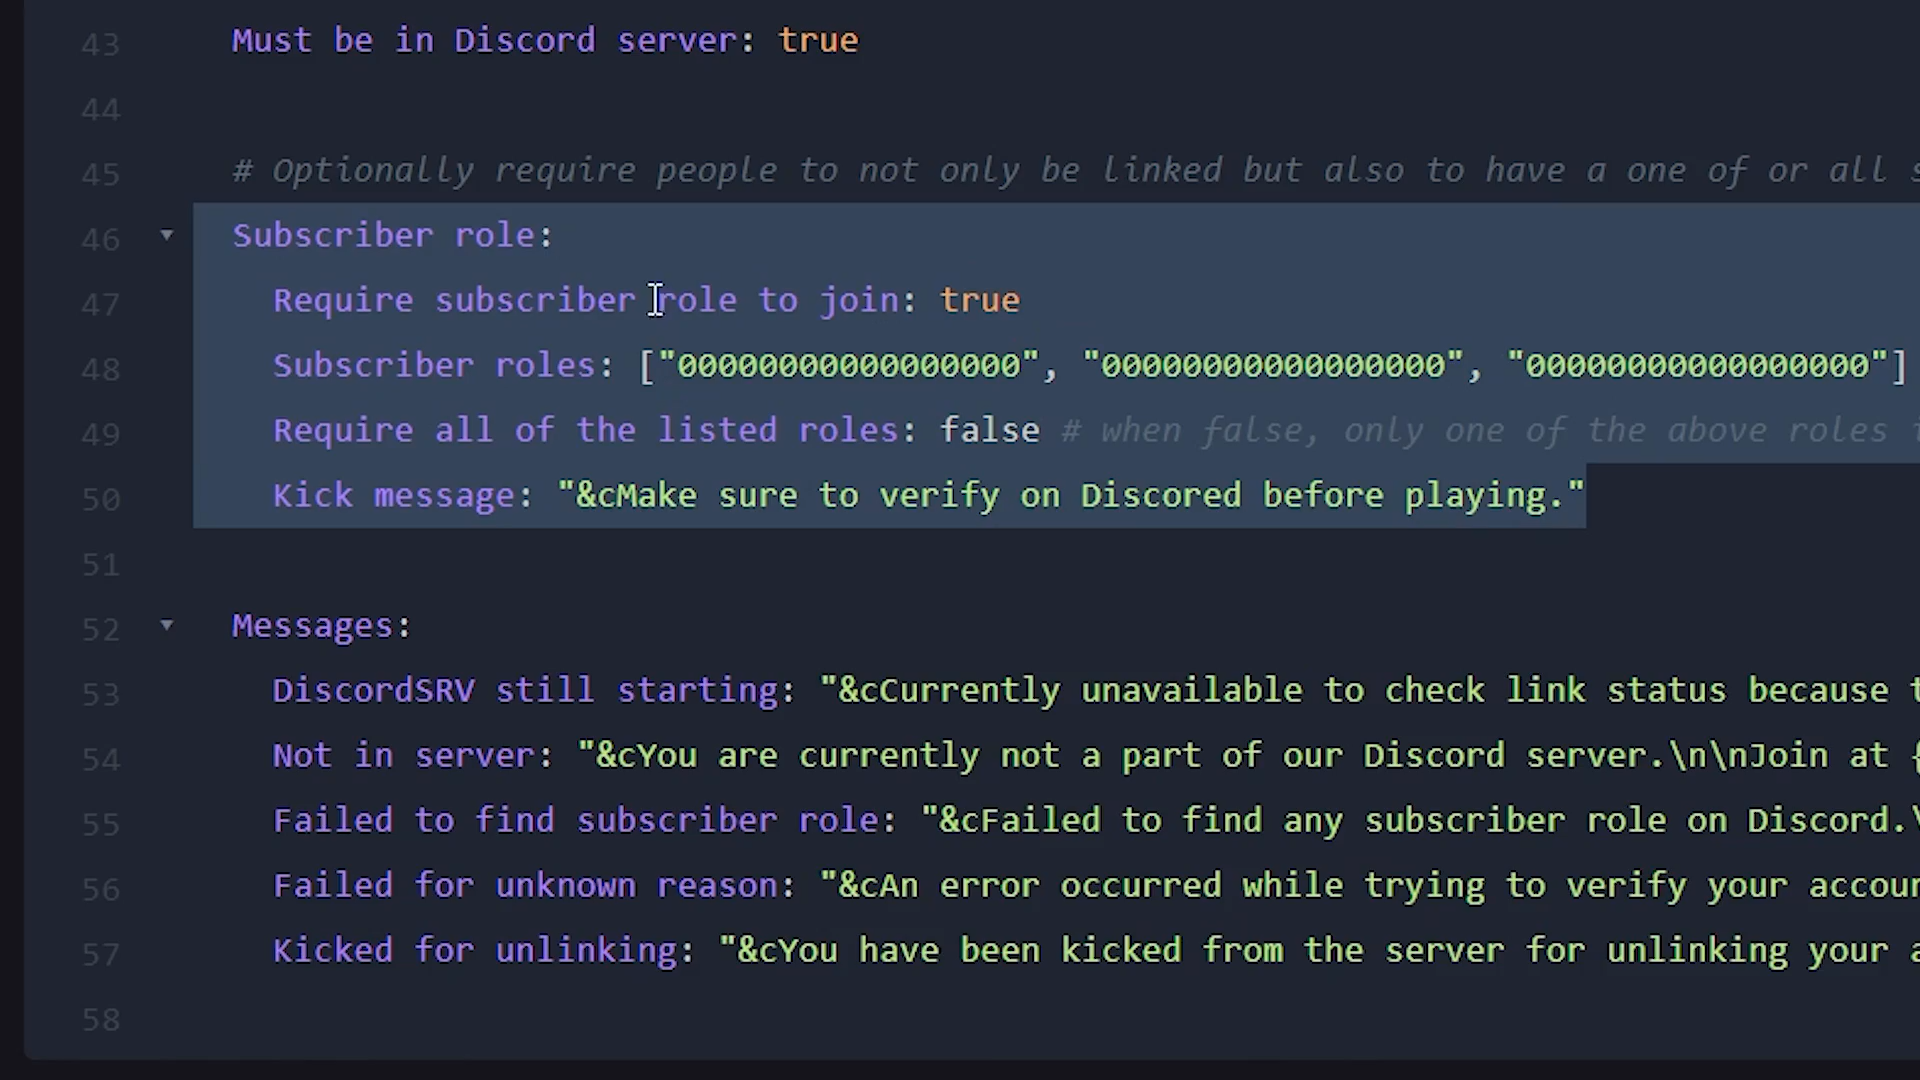 43 Must be in Discord server: true
44
45 # Optionally require people to not only be linked but also to have a one of or all
46 Subscriber role:
47 Require subscriber role to join: true
48 Subscriber roles: ["00000000000000000", "00000000000000000", "00000000000000000"]
49 Require all of the listed roles: false # when false, only one of the above roles
50 Kick message: "&cMake sure to verify on Discored before playing."
51
52 Messages:
53 DiscordSRV still starting: "&cCurrently unavailable to check link status because
54 Not in server: "&cYou are currently not a part of our Discord server.\n\nJoin at {
55 Failed to find subscriber role: "&cFailed to find any subscriber role on Discord.\
56 Failed for unknown reason: "&cAn error occurred while trying to verify your accoun
57 Kicked for unlinking: "&cYou have been kicked from the server for unlinking your
58